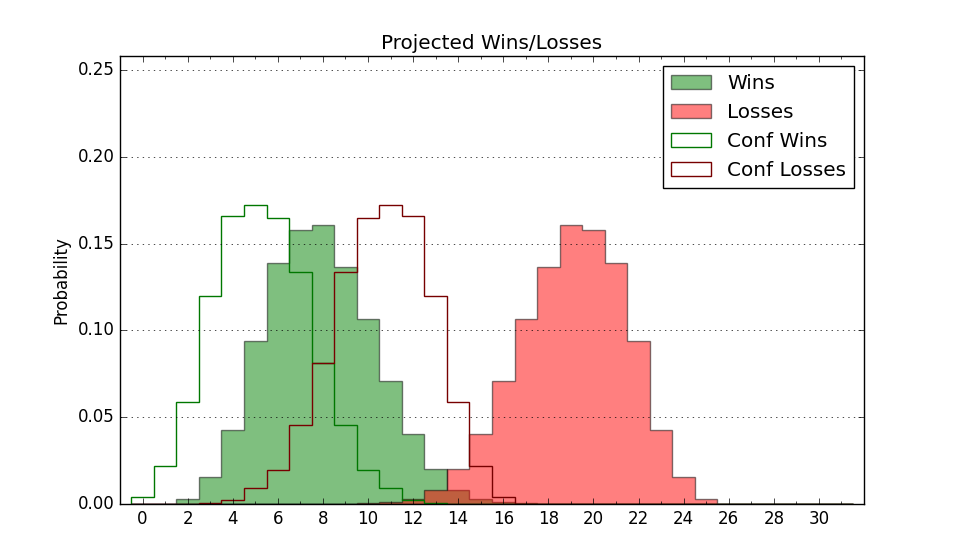 Projected Wins/Losses
0.25
0.20
0.15
0.10
0.05
0.00
Probability
Wins
Losses
Conf Wins
Conf Losses
0 2 4 6 8 10 12 14 16 18 20 22 24 26 28 30